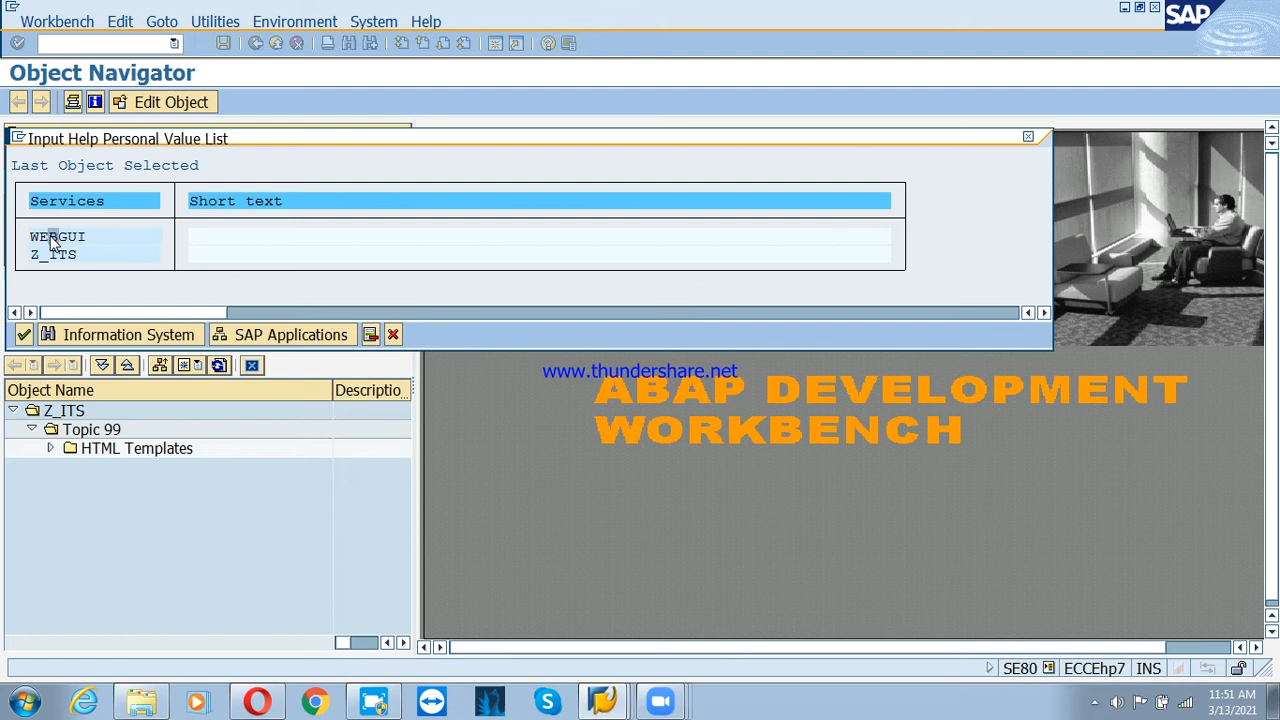 Workbench Edit Goto Utilities Environment System Help
SAP
Object Navigator
Edit Object
Input Help Personal Value List
Last Object Selected
Services Short text
WEBGUI
Z_ITS
Information System SAP Applications
www.thundershare.net
Object Name Descriptio
Z_ITS
Topic 99
HTML Templates
ABAP DEVELOPMENT
WORKBENCH
SE80 ECCEhp7 INS
11:51 AM
3/13/2021